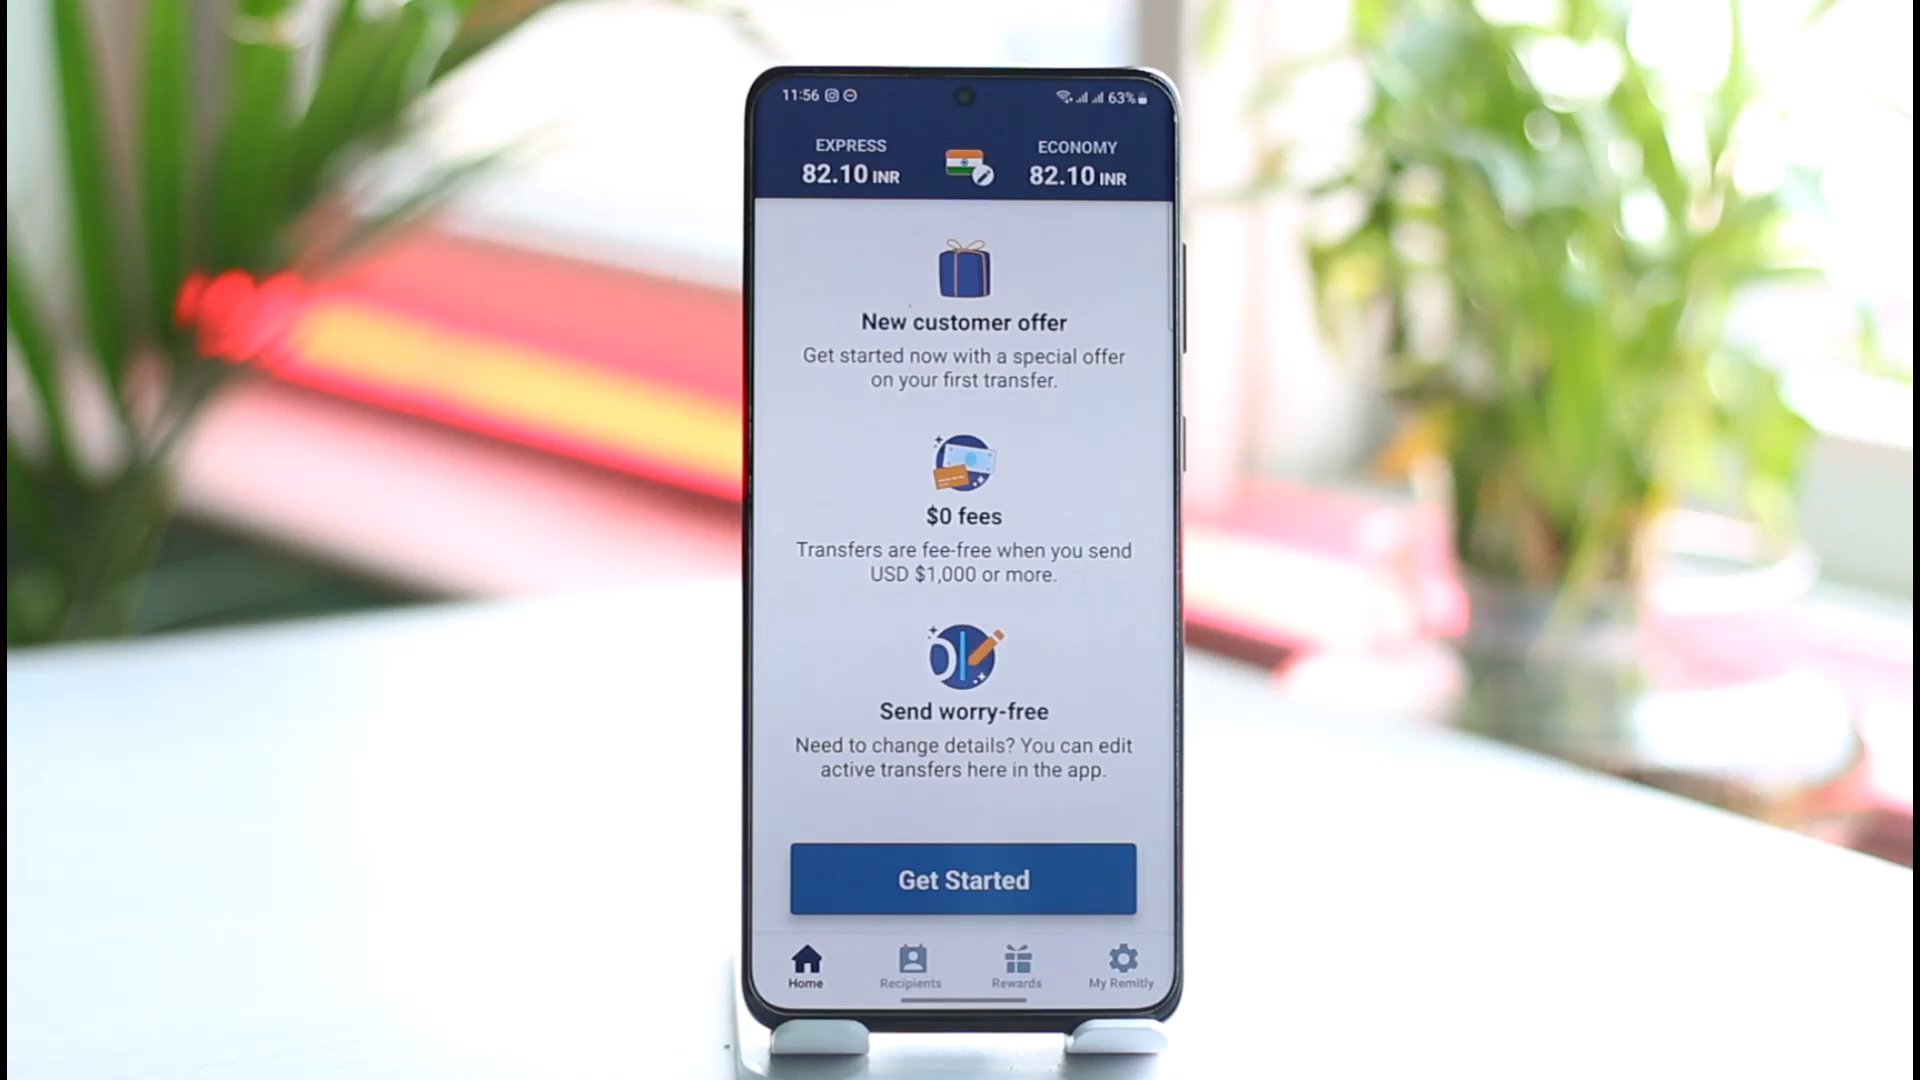 11:56
63%
EXPRESS
82.10 INR
ECONOMY
82.10 INR
New customer offer
Get started now with a special offer
on your first transfer.
$0 fees
Transfers are fee-free when you send
USD $1,000 or more.
Send worry-free
Need to change details? You can edit
active transfers here in the app.
Get Started
Home
Recipients
Rewards
My Remitly